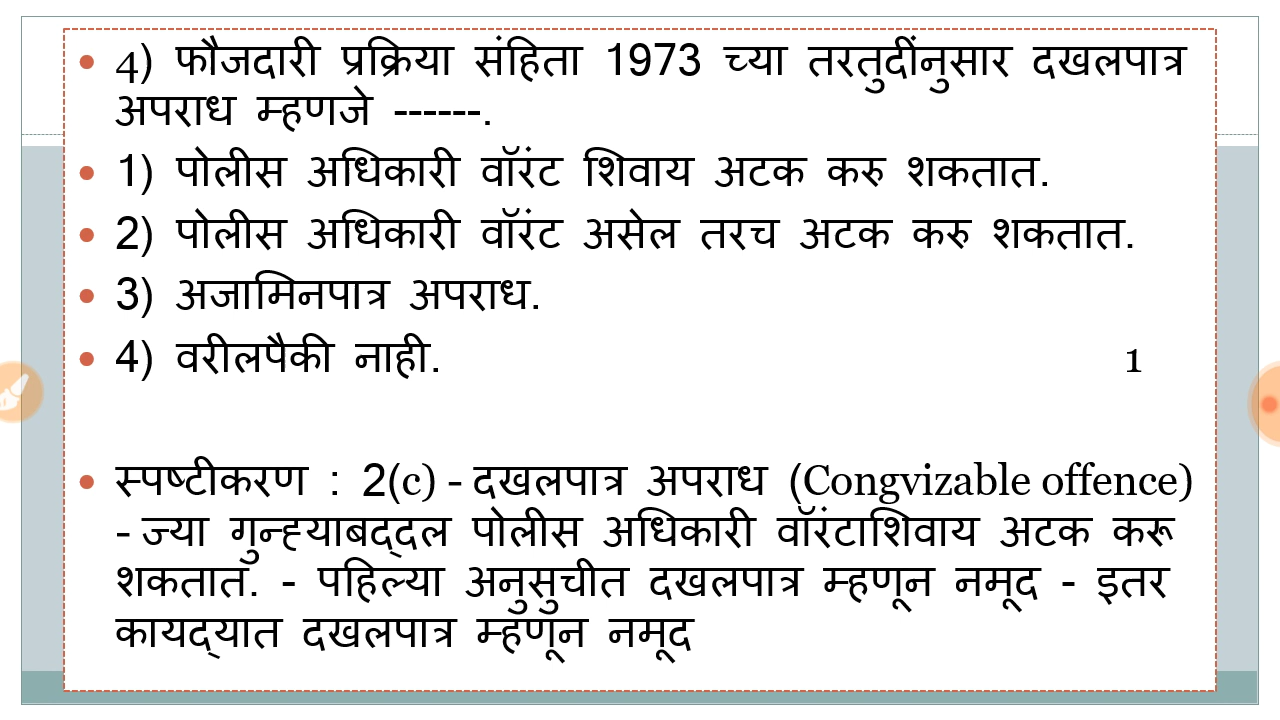 4) फौजदारी प्रक्रिया संहिता 1973 च्या तरतुदींनुसार दखलपात्र
अपराध म्हणजे ------.
1) पोलीस अधिकारी वॉरंट शिवाय अटक करु शकतात.
2) पोलीस अधिकारी वॉरंट असेल तरच अटक करु शकतात.
3) अजामिनपात्र अपराध.
4) वरीलपैकी नाही. 1
स्पष्टीकरण : 2(c) - दखलपात्र अपराध (Congvizable offence)
- ज्या गुन्ह्याबद्दल पोलीस अधिकारी वॉरंटाशिवाय अटक करू
शकतात. - पहिल्या अनुसुचीत दखलपात्र म्हणून नमूद - इतर
कायद्यात दखलपात्र म्हणून नमूद